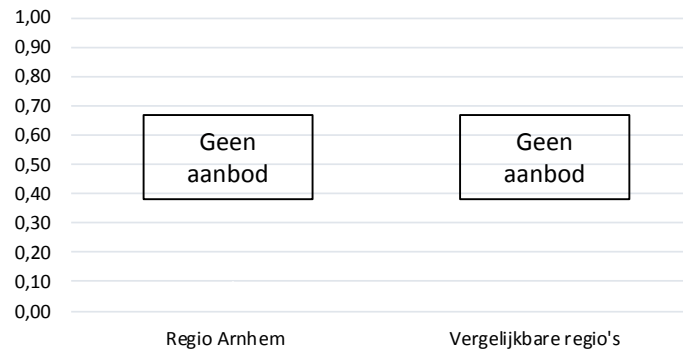 1,00
0,90
0,80
0,70
0,60
0,50
0,40
0,30
0,20
0,10
0,00
Geen
aanbod
Geen
aanbod
Regio Arnhem
Vergelijkbare regio's